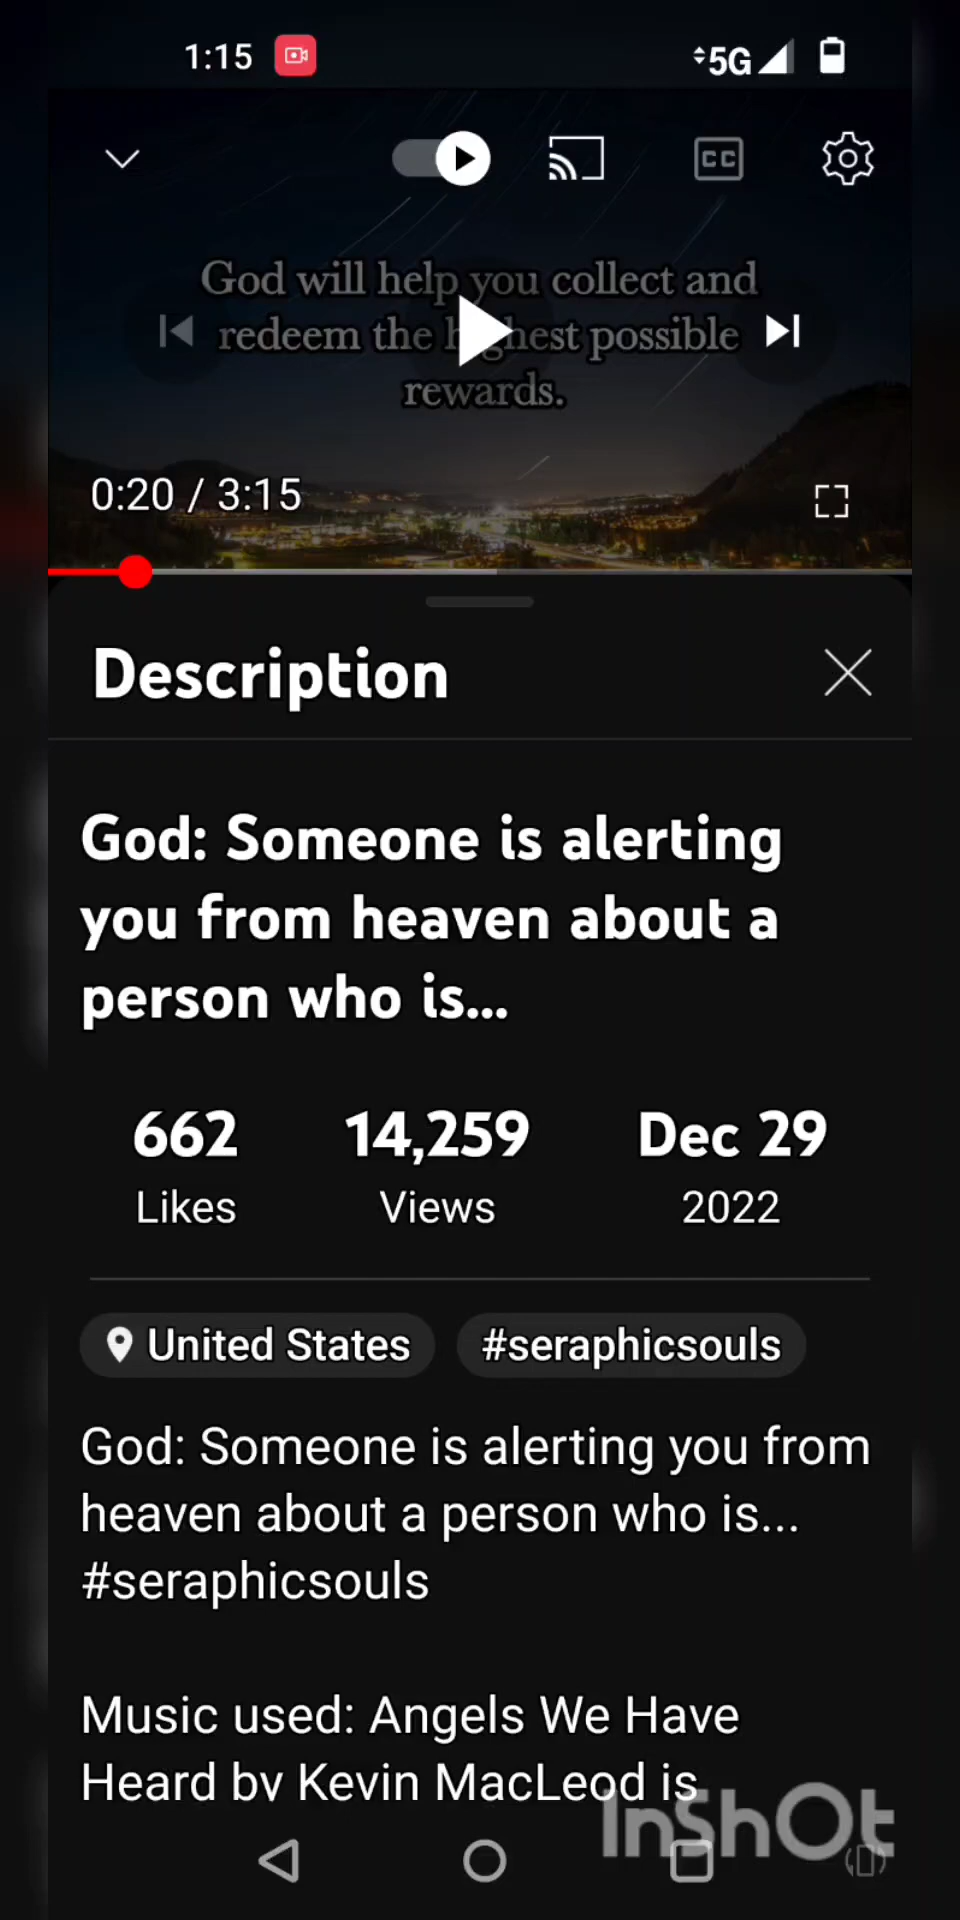 1:15
5G
CC
God will help you collect and
redeem the highest possible
rewards.
0:20 / 3:15
Description
God: Someone is alerting
you from heaven about a
person who is...
662
14,259
Dec 29
Likes
Views
2022
United States
#seraphicsouls
God: Someone is alerting you from
heaven about a person who is...
#seraphicsouls
Music used: Angels We Have
Heard by Kevin MacLeod is
InShOt